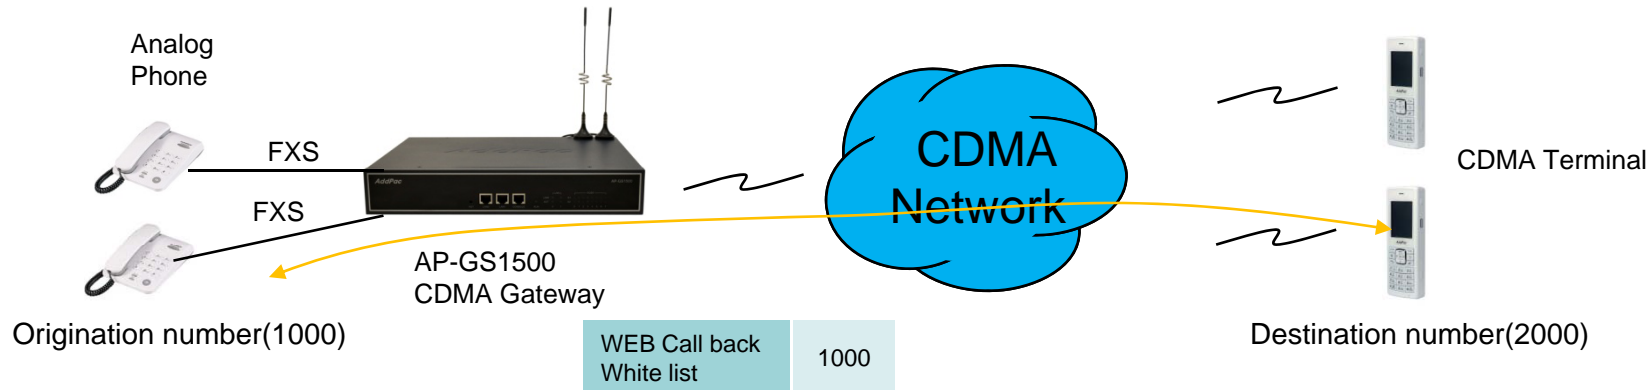 Analog
Phone
FXS
FXS
AddPac
AP-GS1500
CDMA Gateway
CDMA
Network
CDMA Terminal
Origination number(1000)
Destination number(2000)
WEB Call back
White list
1000